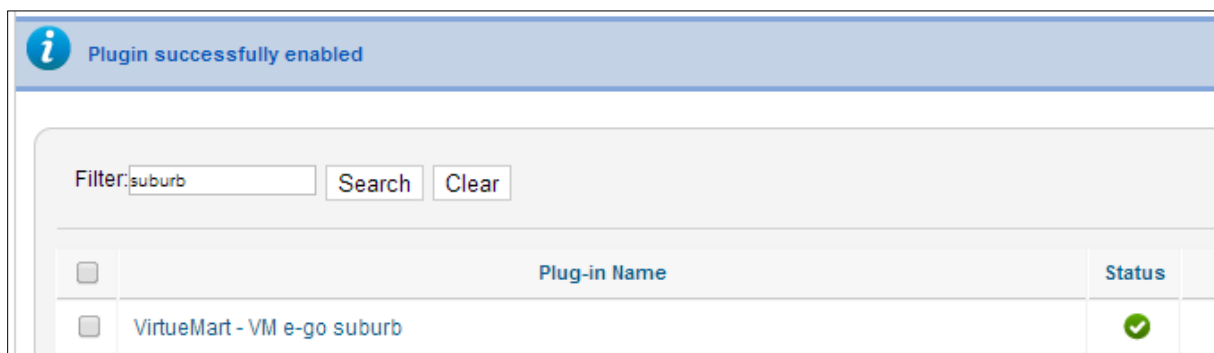 Plugin successfully enabled
Filter: suburb Search Clear
Plug-in Name Status
VirtueMart - VM e-go suburb